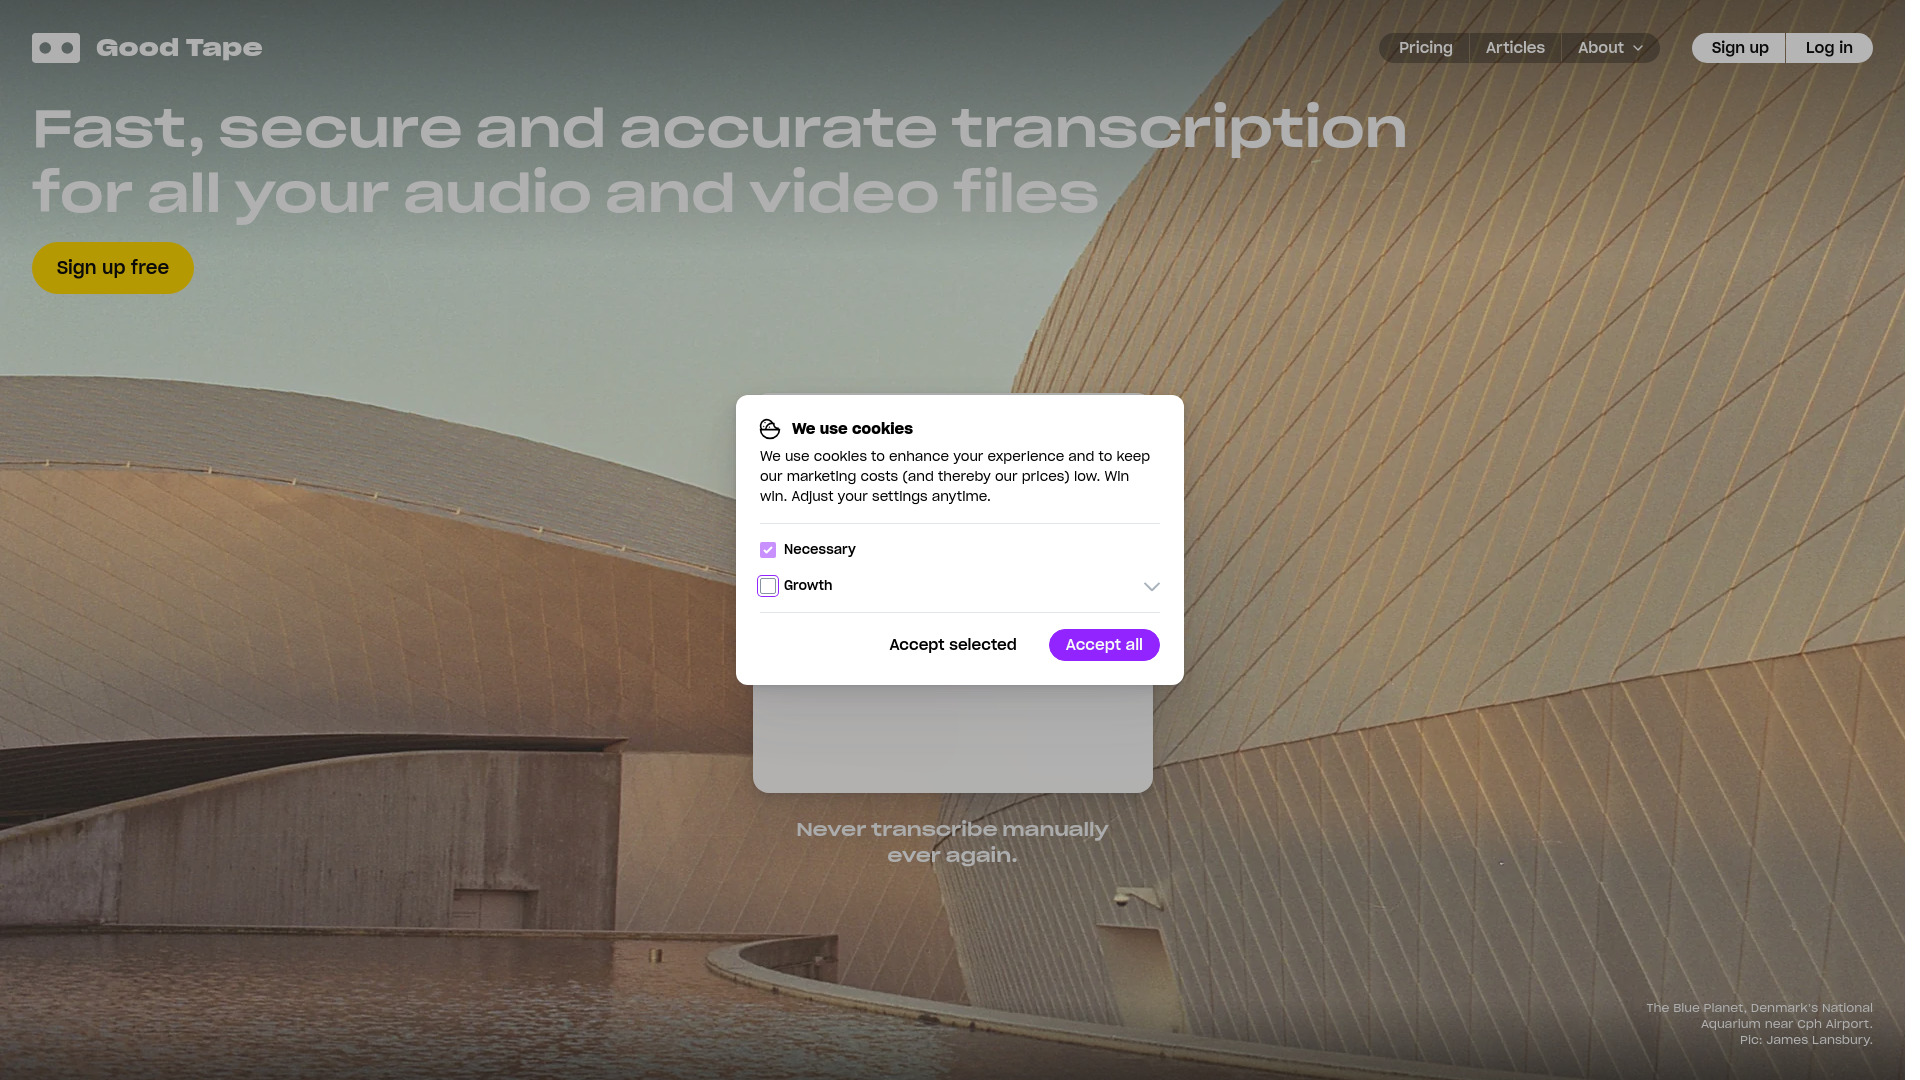 Good Tape
Pricing
Articles
About
Sign up
Log in
Fast, secure and accurate transcription
for all your audio and video files
Sign up free
We use cookies
We use cookies to enhance your experience and to keep
our marketing costs (and thereby our prices) low. Win
win. Adjust your settings anytime.
Necessary
Growth
Accept selected
Accept all
Never transcribe manually
ever again.
The Blue Planet, Denmark's National
Aquarium near Cph Airport.
Pic: James Lansbury.